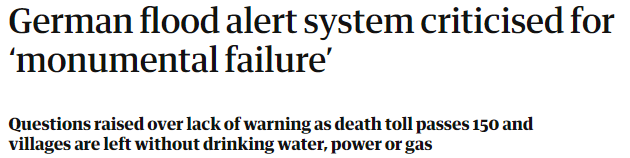 German flood alert system criticised for
‘monumental failure’
Questions raised over lack of warning as death toll passes 150 and
villages are left without drinking water, power or gas